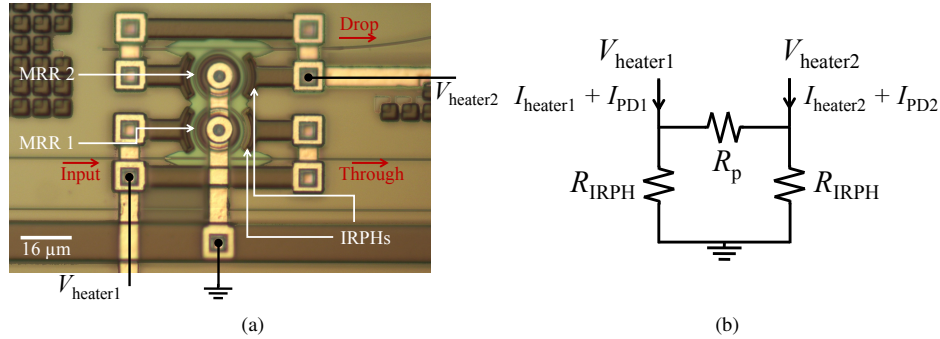 Drop
MRR 2
V_heater2
MRR 1
Input
Through
IRPHs
16 µm
V_heater1
(a)
V_heater1
V_heater2
I_heater1 + I_PD1
I_heater2 + I_PD2
R_p
R_IRPH
R_IRPH
(b)